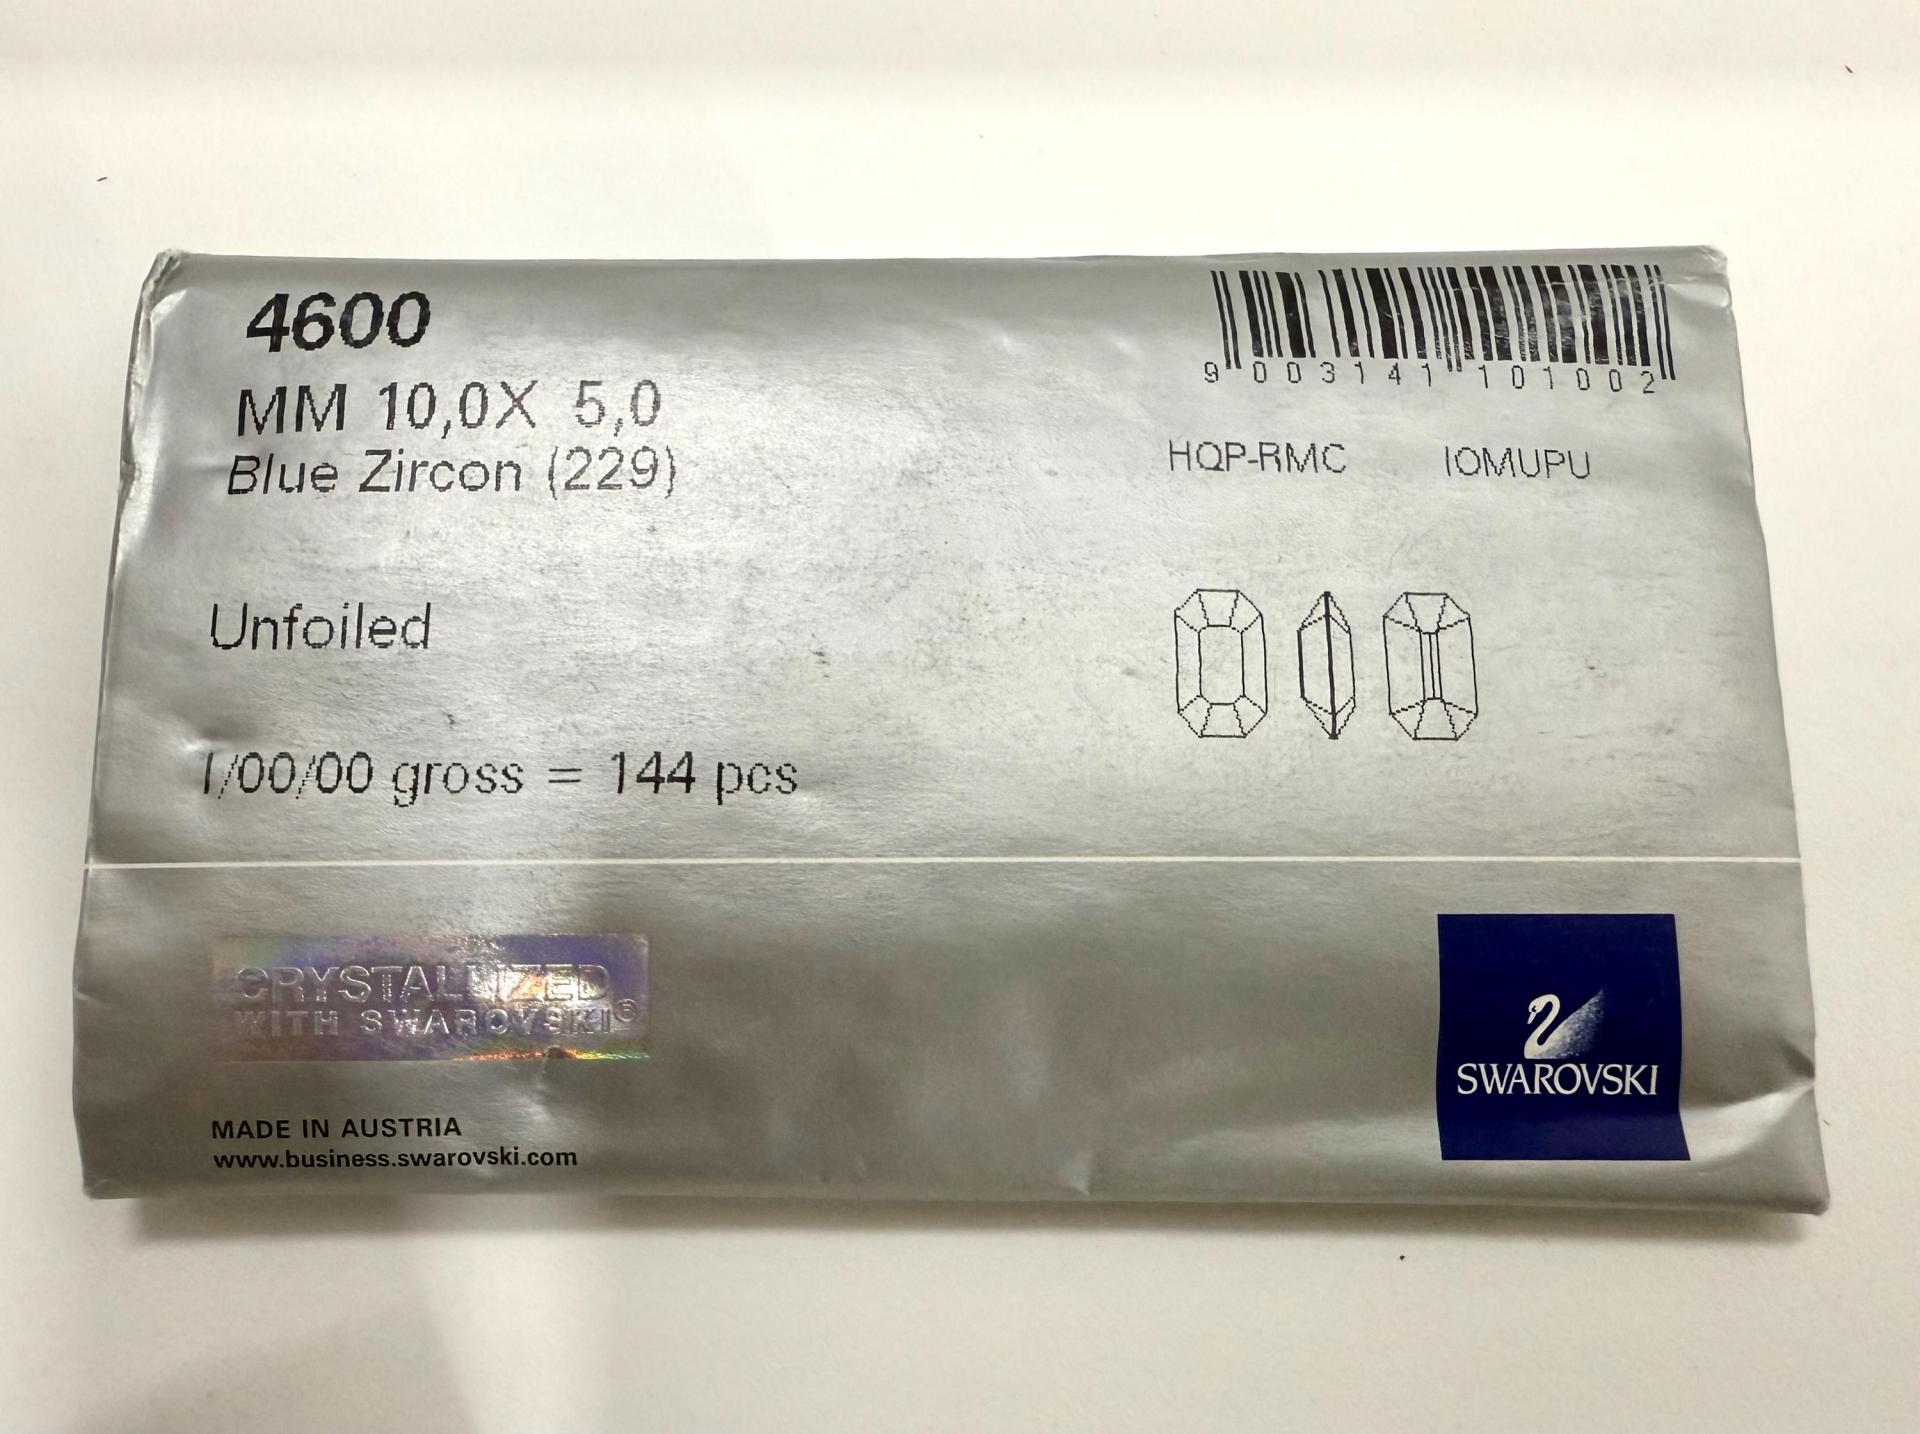 4600
MM 10,0X 5,0
Blue Zircon (229)
Unfoiled
1/00/00 gross = 144 pcs
9 003141 101002
HQP-RMC IOMUPU
CRYSTALLIZED
WITH SWAROVSKI®
MADE IN AUSTRIA
www.business.swarovski.com
SWAROVSKI